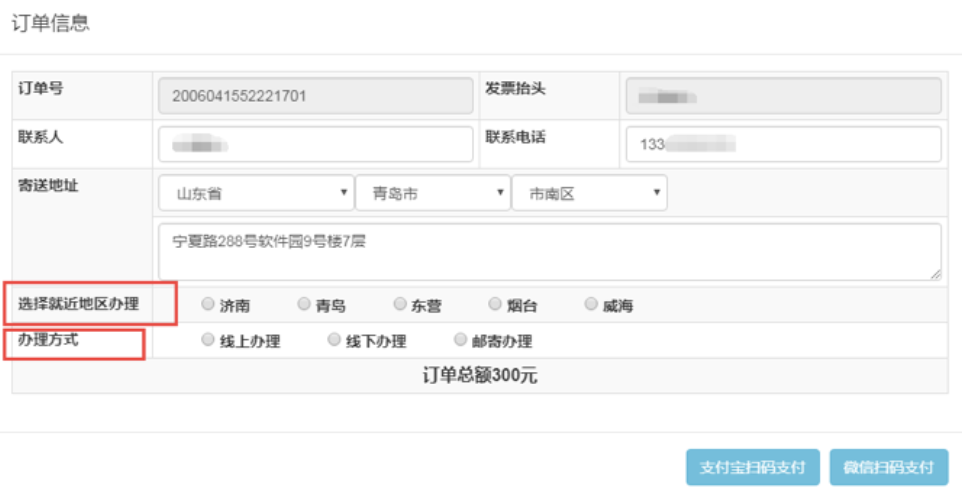 订单信息
订单号 2006041552221701 发票抬头
联系人 联系电话 133
寄送地址 山东省 青岛市 市南区
宁夏路288号软件园9号楼7层
选择就近地区办理 济南 青岛 东营 烟台 威海
办理方式 线上办理 线下办理 邮寄办理
订单总额300元
支付宝扫码支付 微信扫码支付